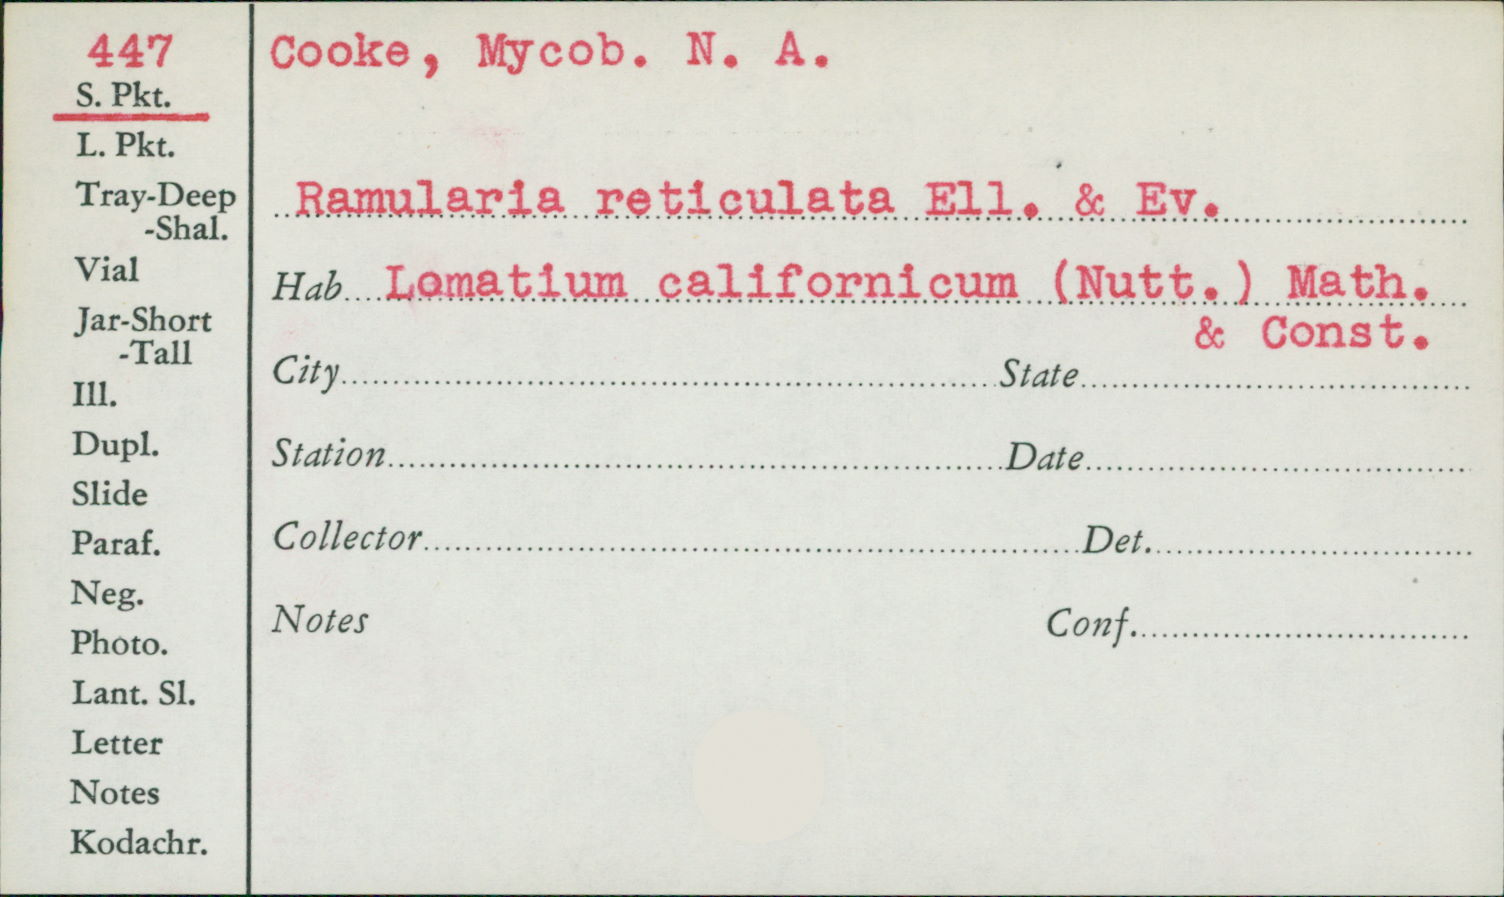 447
S. Pkt.
L. Pkt.
Tray-Deep
-Shal.
Vial
Jar-Short
-Tall
Ill.
Dupl.
Slide
Paraf.
Neg.
Photo.
Lant. Sl.
Letter
Notes
Kodachr.
Cooke, Mycob. N. A.
Ramularia reticulata Ell. & Ev.
Hab Lomatium californicum (Nutt.) Math.
& Const.
City State
Station Date
Collector Det.
Notes Conf.